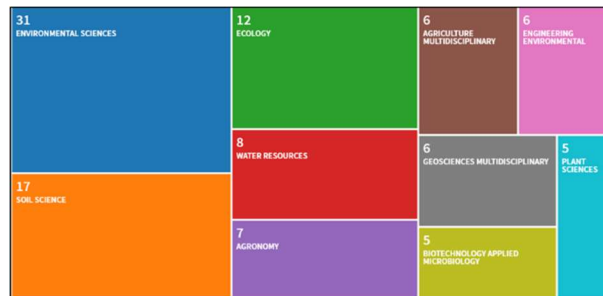 31
ENVIRONMENTAL SCIENCES
17
SOIL SCIENCE
12
ECOLOGY
8
WATER RESOURCES
7
AGRONOMY
6
AGRICULTURE
MULTIDISCIPLINARY
6
ENGINEERING
ENVIRONMENTAL
6
GEOSCIENCES MULTIDISCIPLINARY
5
PLANT
SCIENCES
5
BIOTECHNOLOGY APPLIED
MICROBIOLOGY